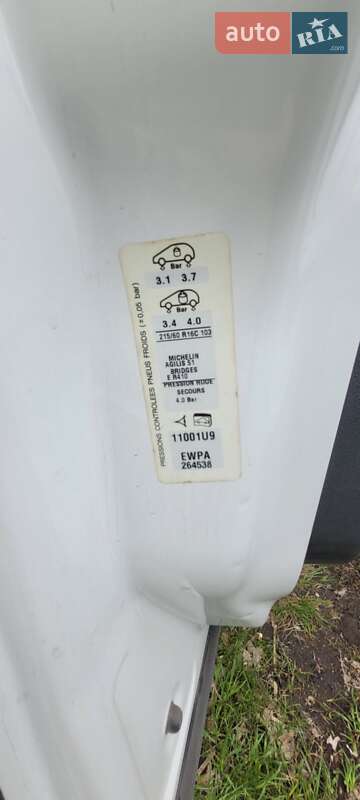 auto RIA
.com
PRESSIONS CONTROLEES PNEUS FROIDS (±0,05 bar)
Bar
3.1 3.7
Bar
3.4 4.0
215/60 R16C 103
MICHELIN
AGILIS 51
BRIDGES
E R410
PRESSION ROUE
SECOURS
4.0 Bar
11001U9
EWPA
264538